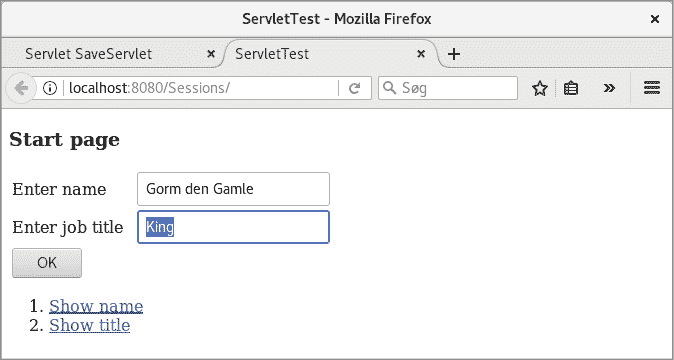 ServletTest - Mozilla Firefox ×
Servlet SaveServlet × ServletTest × +
localhost:8080/Sessions/ Søg »
Start page
Enter name Gorm den Gamle
Enter job title King
OK
1. Show name
2. Show title